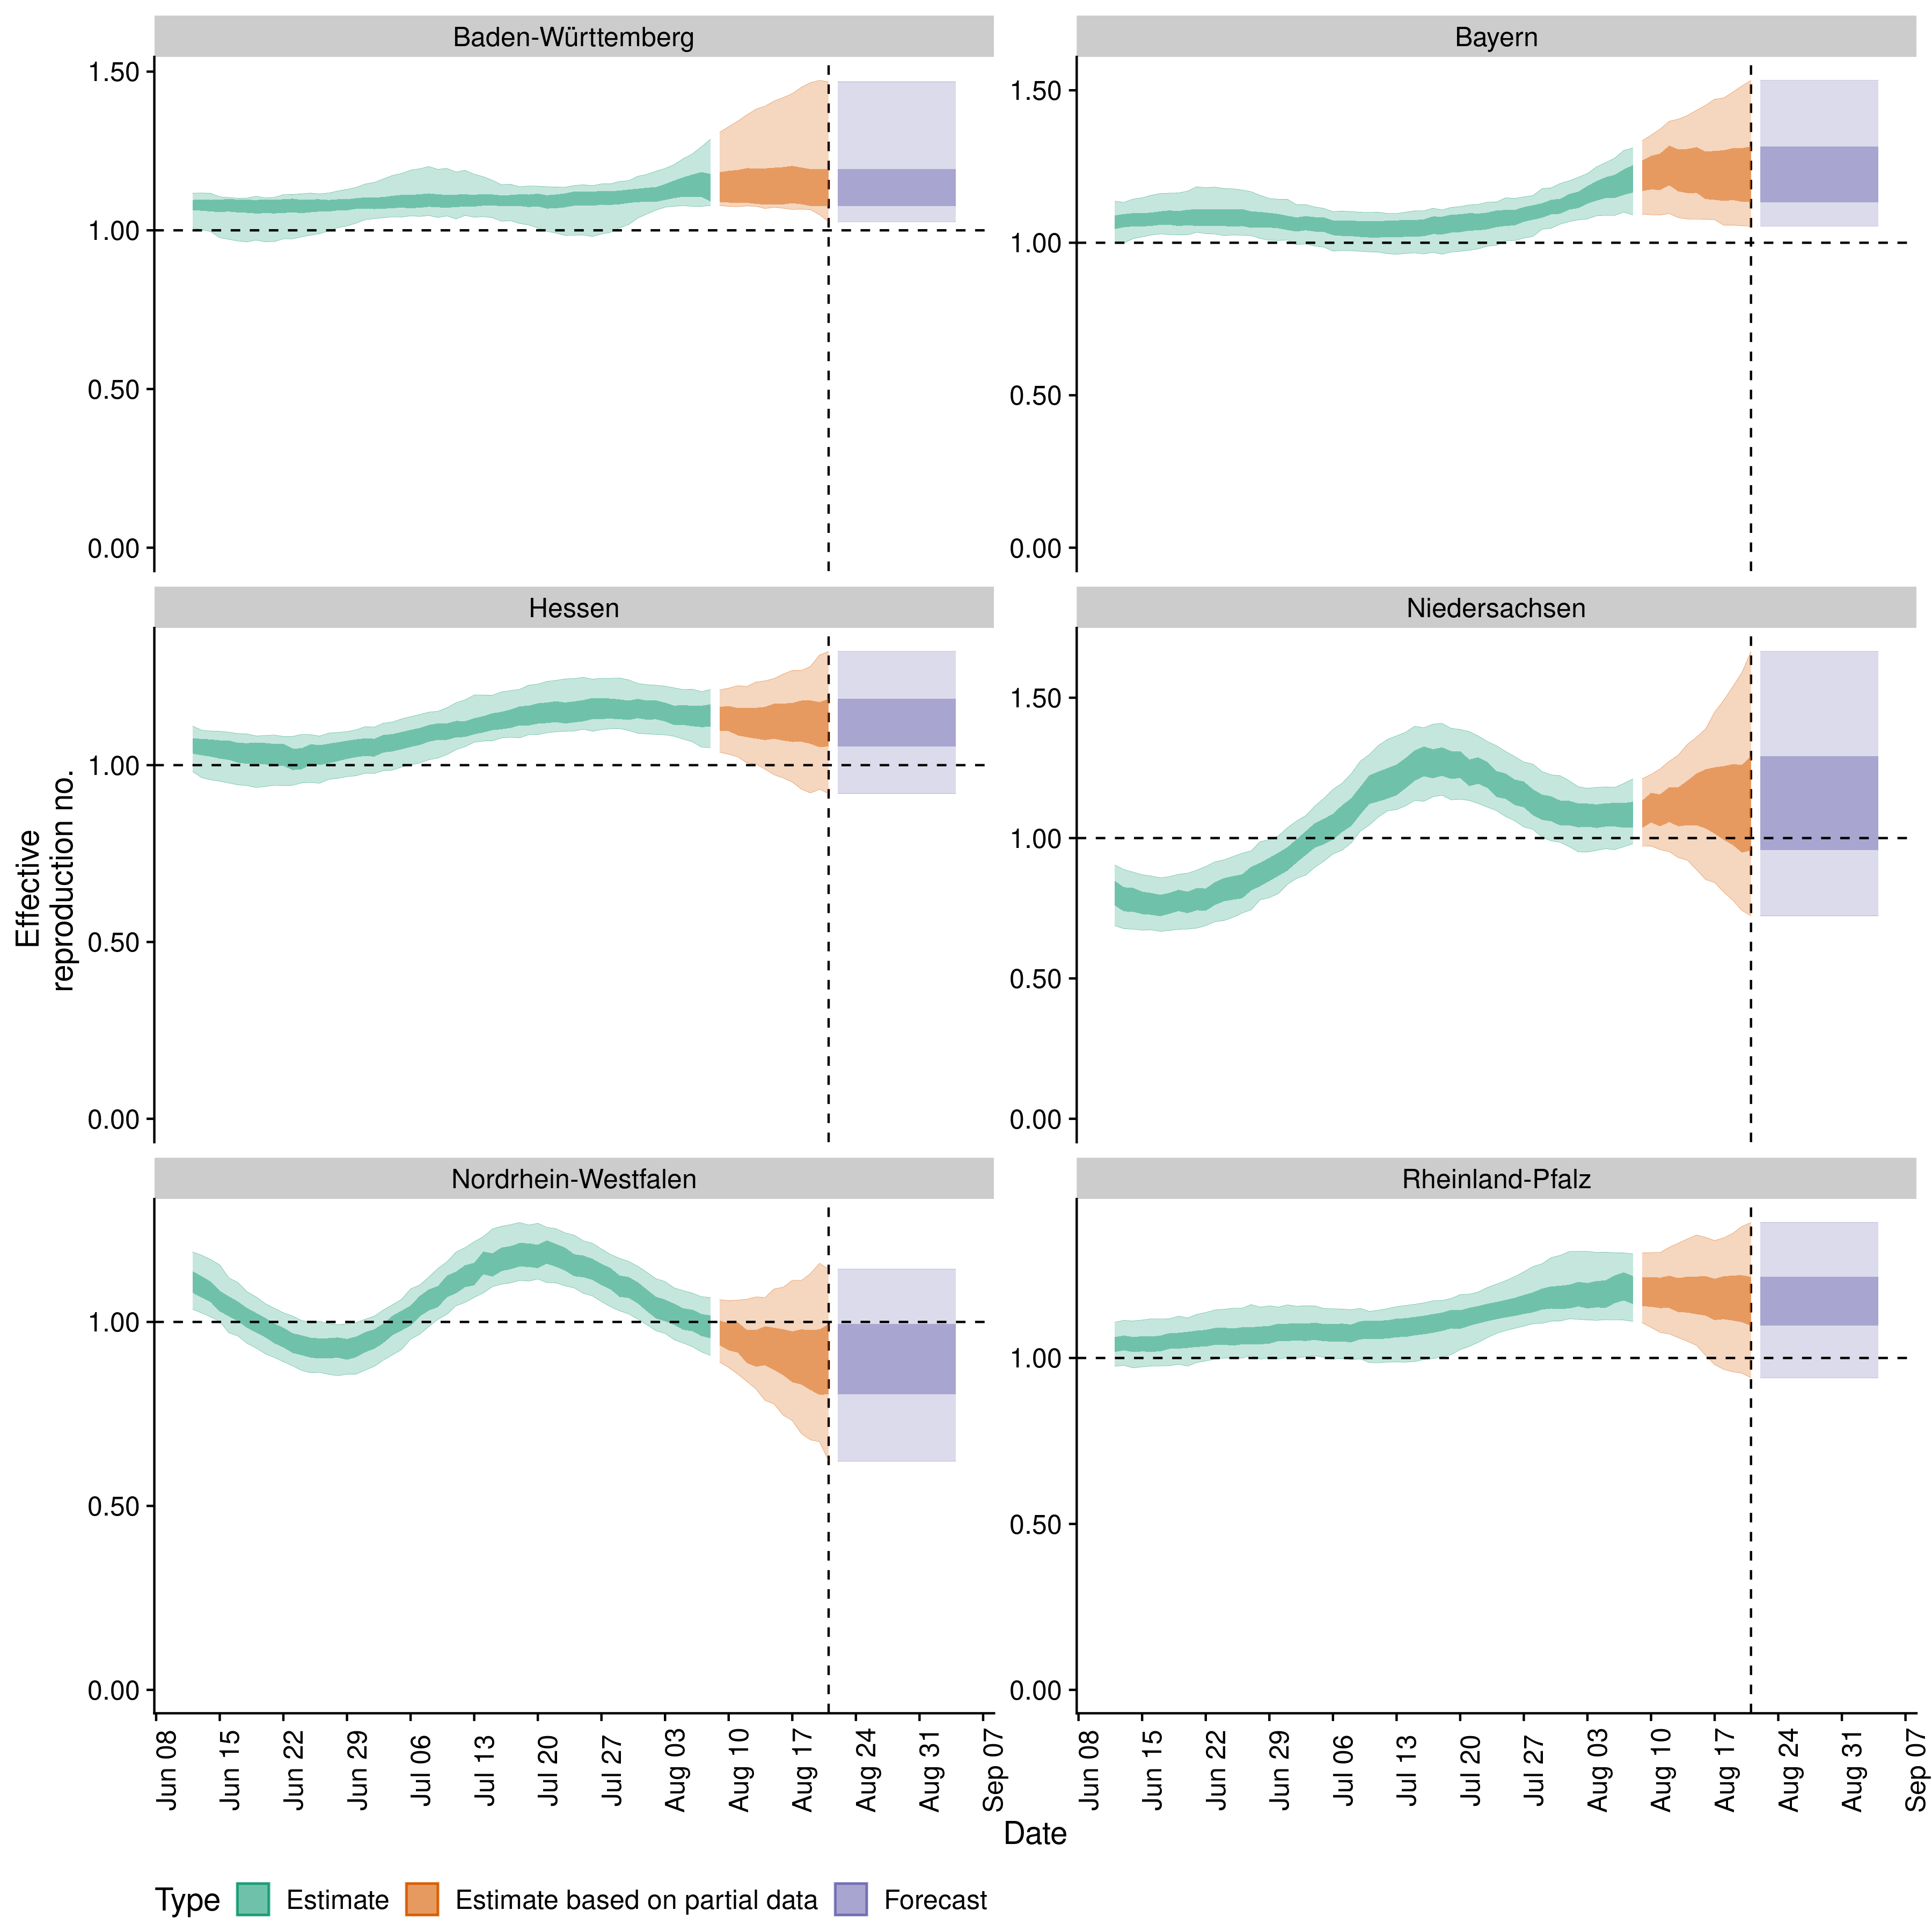 Baden-Württemberg
Bayern
1.50
1.00
0.50
0.00
1.50
1.00
0.50
0.00
Hessen
Niedersachsen
1.00
0.50
0.00
1.50
1.00
0.50
0.00
Effective
reproduction no.
Nordrhein-Westfalen
Rheinland-Pfalz
1.00
0.50
0.00
1.00
0.50
0.00
Jun 08 Jun 15 Jun 22 Jun 29 Jul 06 Jul 13 Jul 20 Jul 27 Aug 03 Aug 10 Aug 17 Aug 24 Aug 31 Sep 07
Jun 08 Jun 15 Jun 22 Jun 29 Jul 06 Jul 13 Jul 20 Jul 27 Aug 03 Aug 10 Aug 17 Aug 24 Aug 31 Sep 07
Date
Type Estimate Estimate based on partial data Forecast